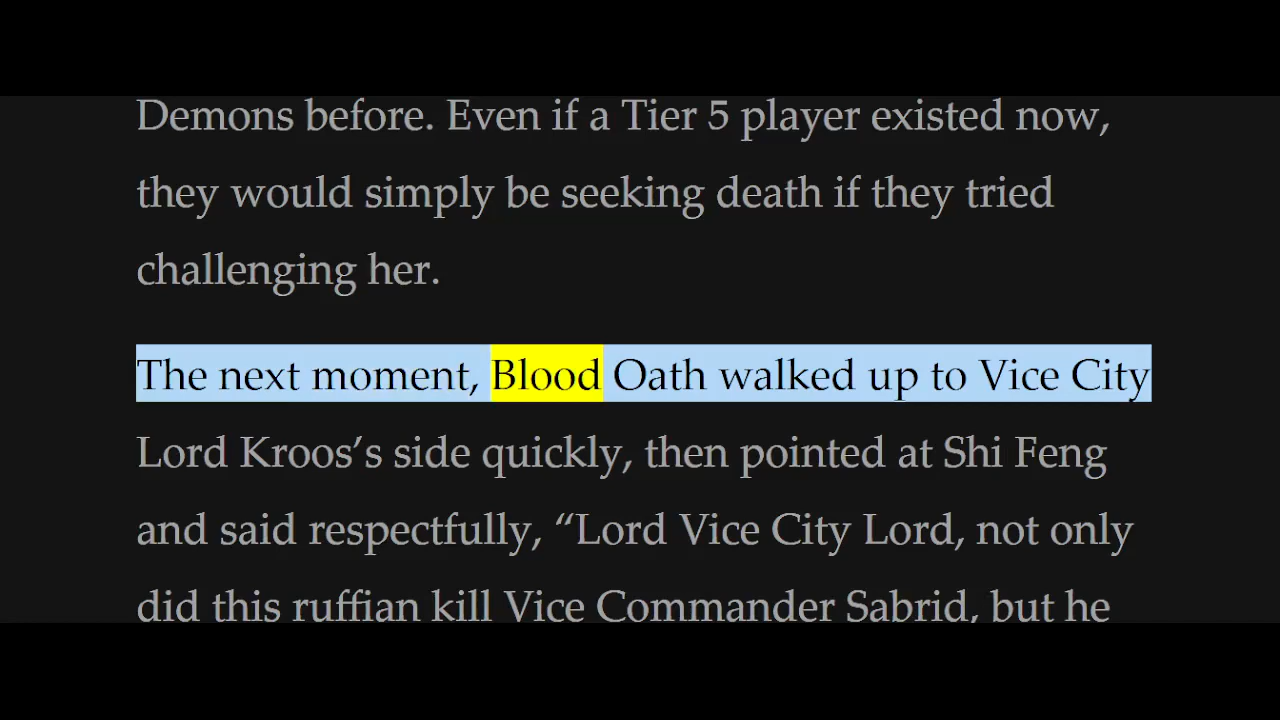 Demons before. Even if a Tier 5 player existed now,
they would simply be seeking death if they tried
challenging her.
The next moment, Blood Oath walked up to Vice City
Lord Kroos’s side quickly, then pointed at Shi Feng
and said respectfully, “Lord Vice City Lord, not only
did this ruffian kill Vice Commander Sabrid, but he